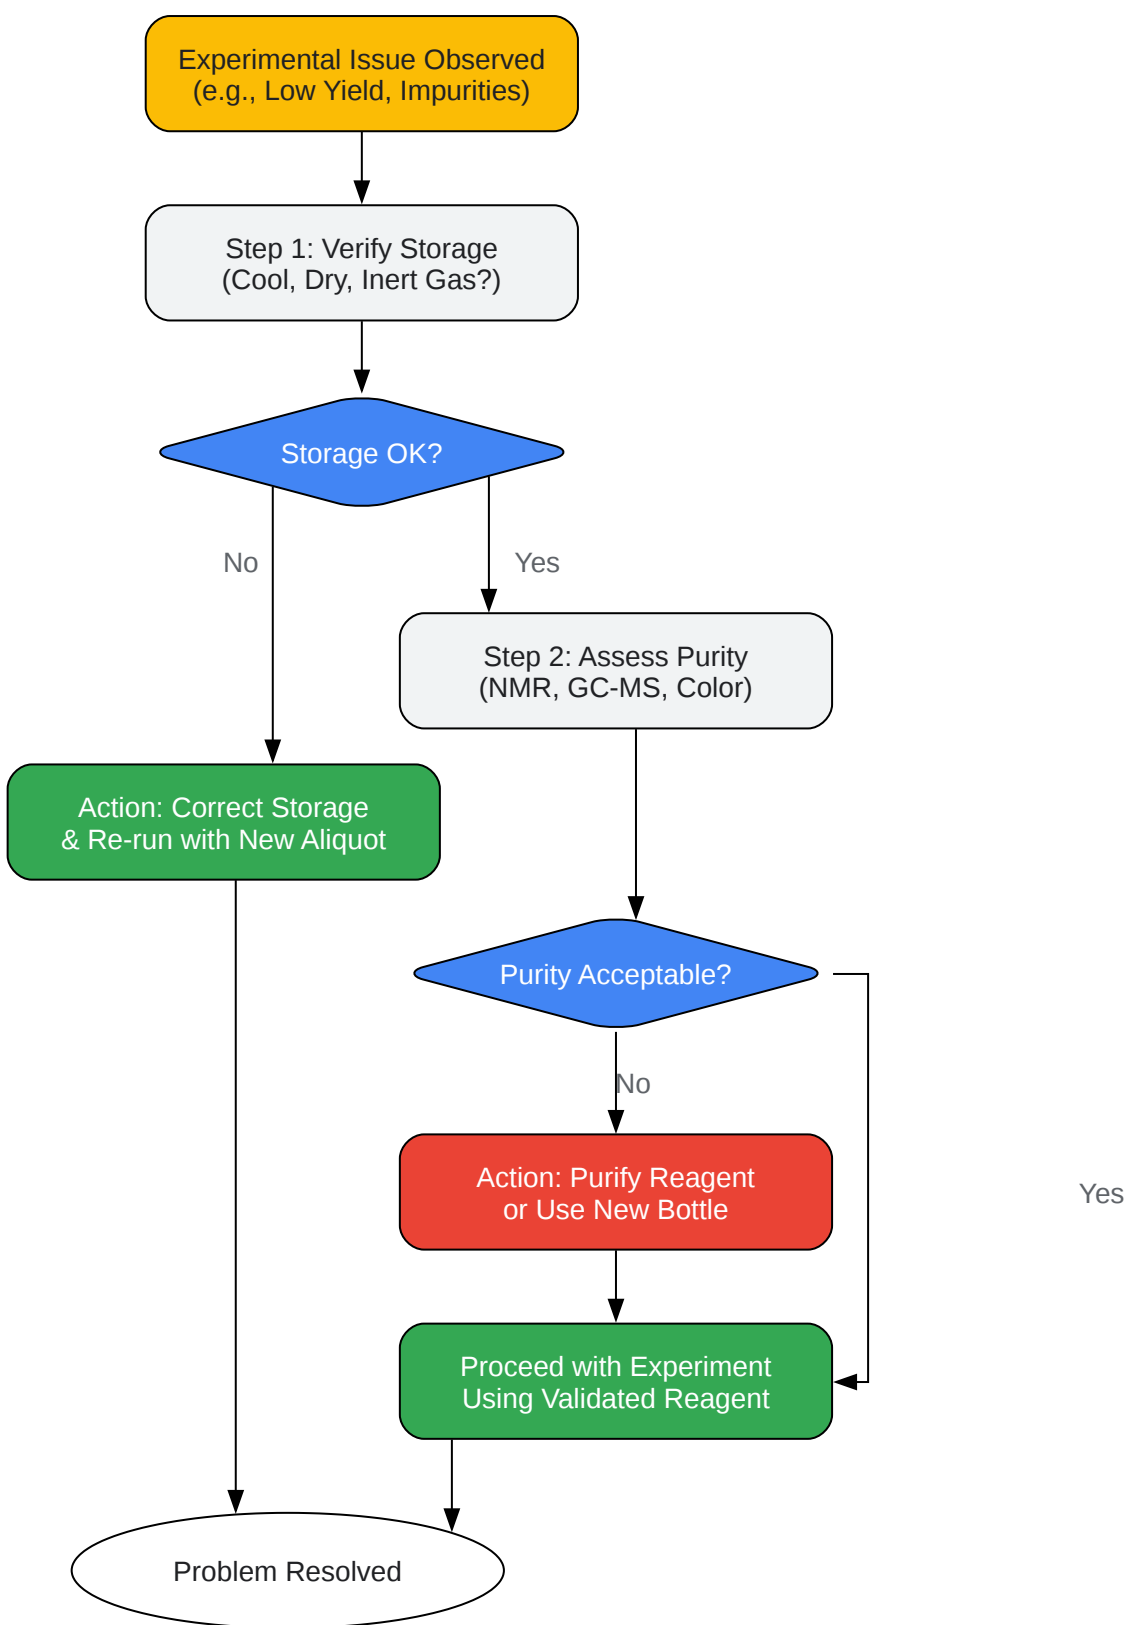 Experimental Issue Observed
(e.g., Low Yield, Impurities)
Step 1: Verify Storage
(Cool, Dry, Inert Gas?)
Storage OK?
No
Yes
Step 2: Assess Purity
(NMR, GC-MS, Color)
Action: Correct Storage
& Re-run with New Aliquot
Purity Acceptable?
No
Action: Purify Reagent
or Use New Bottle
Yes
Proceed with Experiment
Using Validated Reagent
Problem Resolved